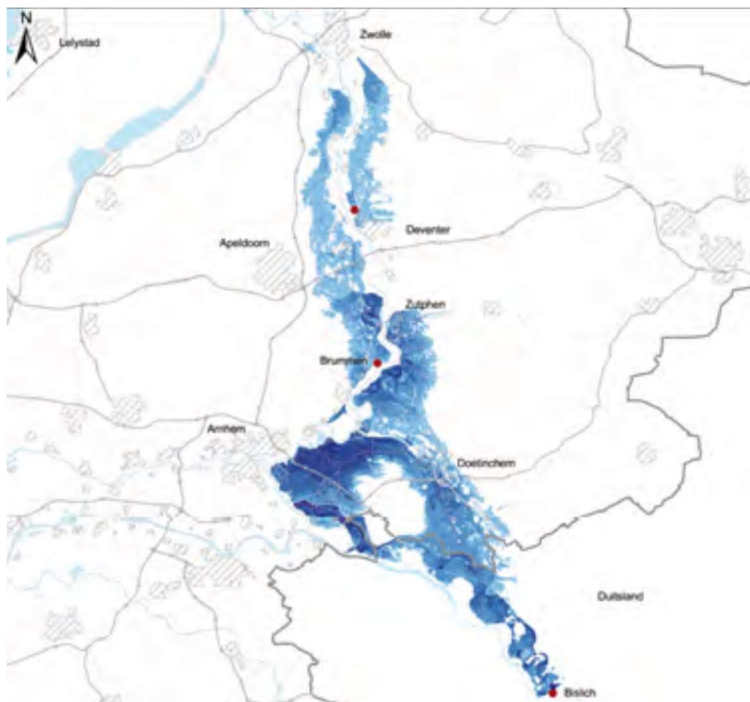 N
Lelystad
Zwolle
Apeldoorn
Deventer
Zutphen
Brummen
Arnhem
Doetinchem
Duitsland
Bislich